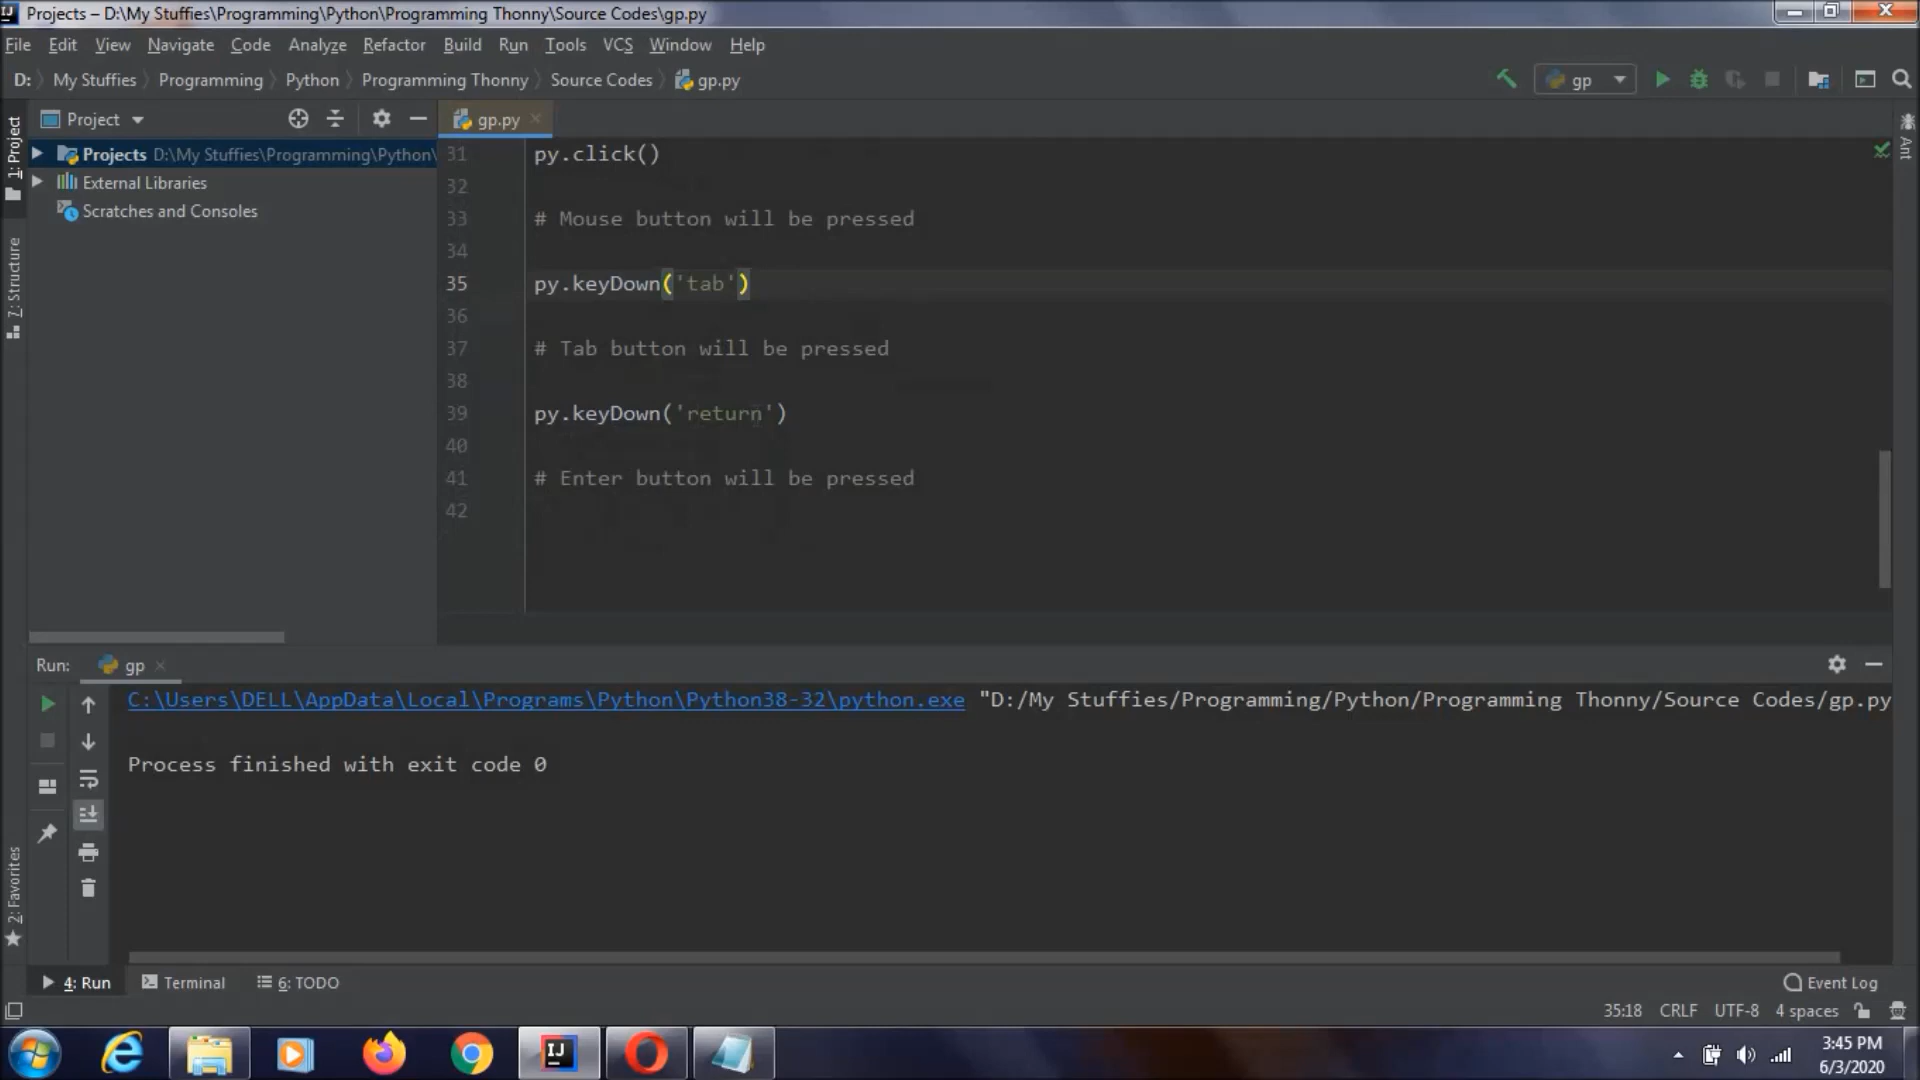 Projects – D:\My Stuffies\Programming\Python\Programming Thonny\Source Codes\gp.py
File Edit View Navigate Code Analyze Refactor Build Run Tools VCS Window Help
D: My Stuffies Programming Python Programming Thonny Source Codes gp.py
gp
Project
gp.py
1: Project
Projects D:\My Stuffies\Programming\Python\
External Libraries
Scratches and Consoles
7: Structure
Ant
31 py.click()
32
33 # Mouse button will be pressed
34
35 py.keyDown('tab')
36
37 # Tab button will be pressed
38
39 py.keyDown('return')
40
41 # Enter button will be pressed
42
Run: gp
C:\Users\DELL\AppData\Local\Programs\Python\Python38-32\python.exe "D:/My Stuffies/Programming/Python/Programming Thonny/Source Codes/gp.py
Process finished with exit code 0
2: Favorites
4: Run Terminal 6: TODO Event Log
35:18 CRLF UTF-8 4 spaces
IJ
3:45 PM
6/3/2020